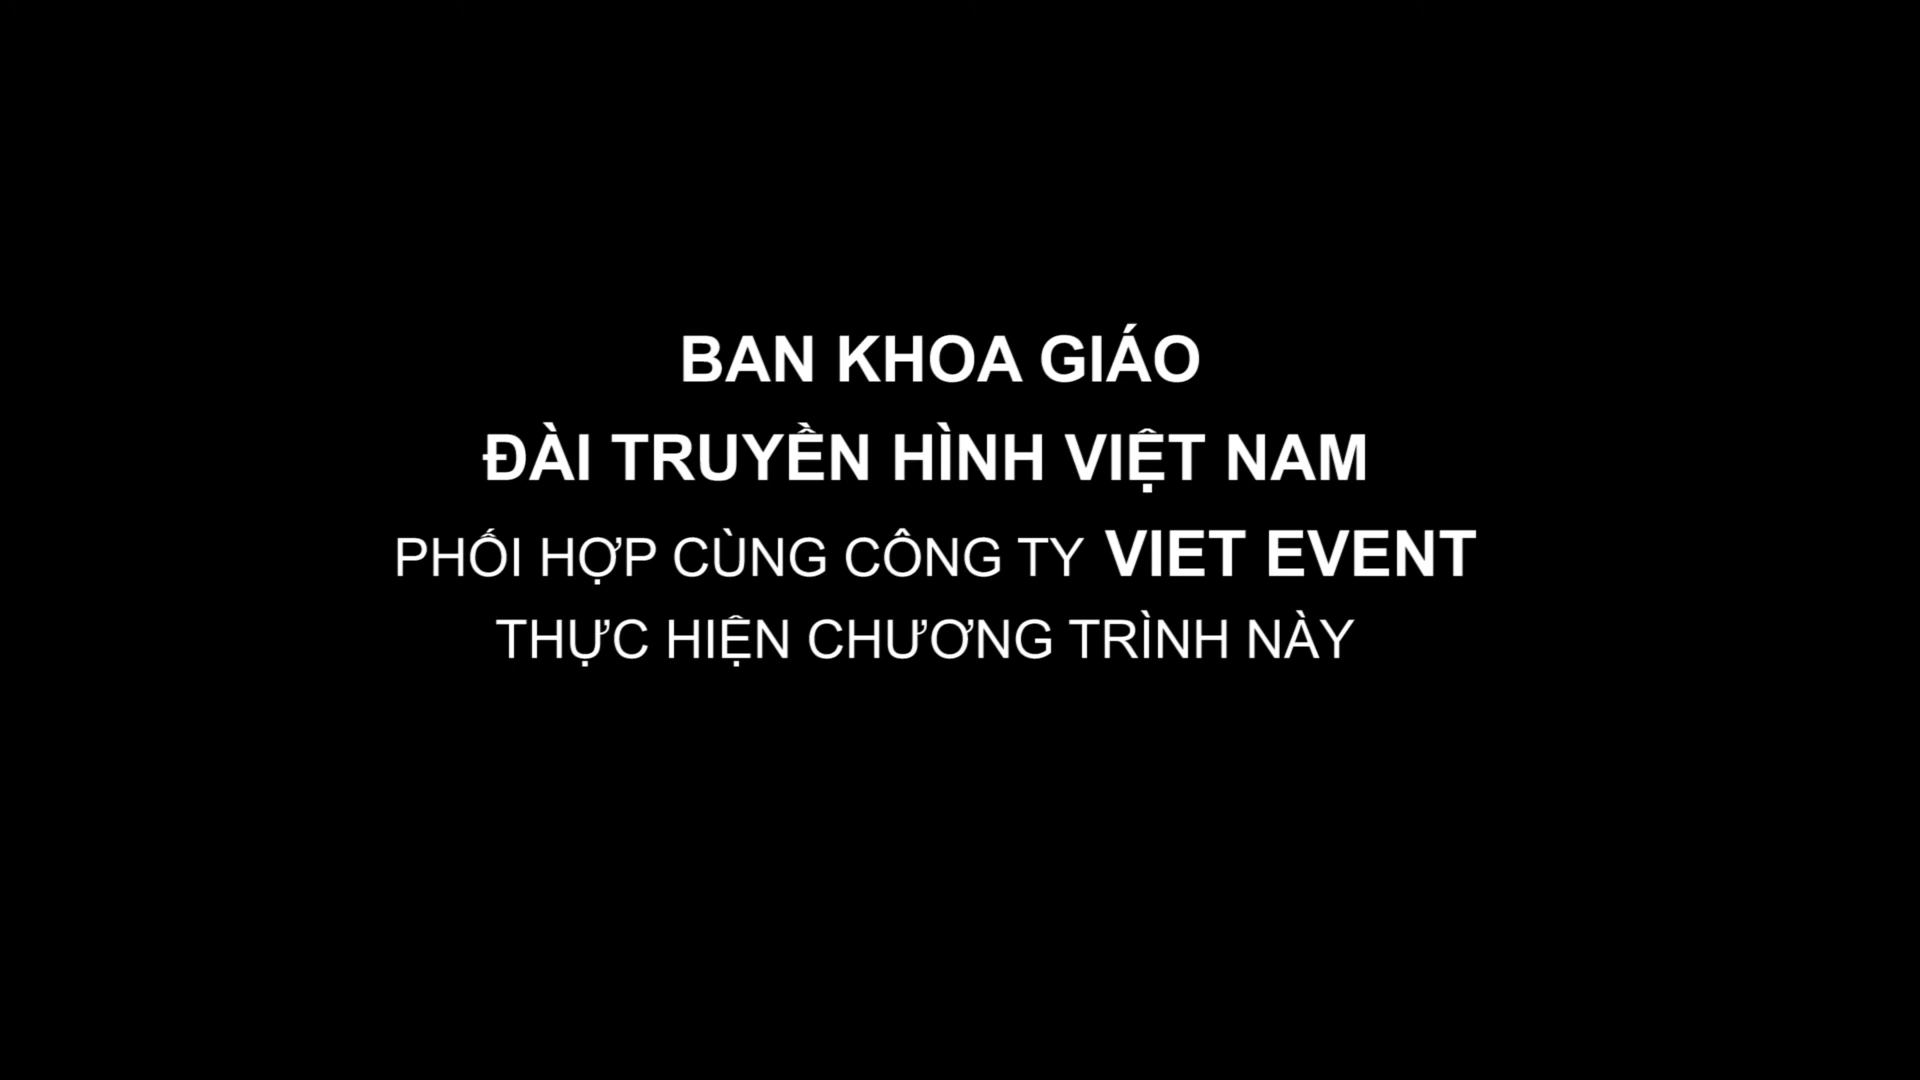 BAN KHOA GIÁO
ĐÀI TRUYỀN HÌNH VIỆT NAM
PHỐI HỢP CÙNG CÔNG TY VIET EVENT
THỰC HIỆN CHƯƠNG TRÌNH NÀY